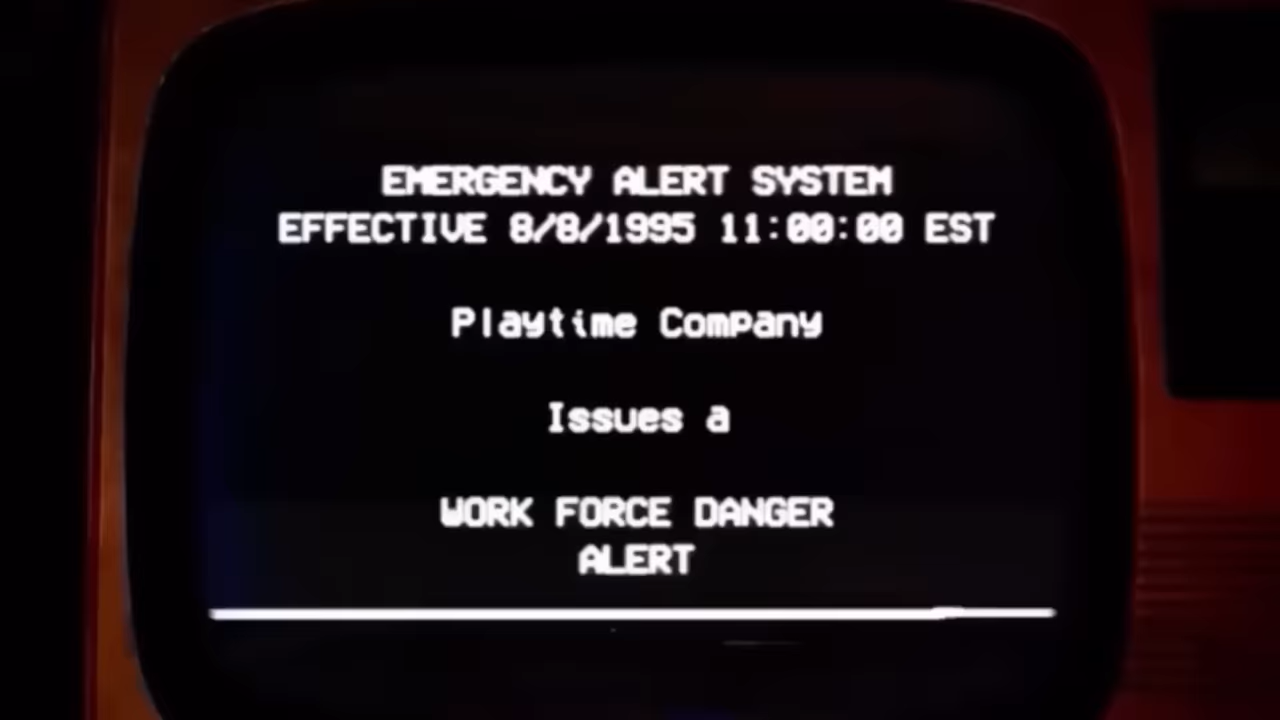 EMERGENCY ALERT SYSTEM
EFFECTIVE 8/8/1995 11:00:00 EST
Playtime Company
Issues a
WORK FORCE DANGER
ALERT